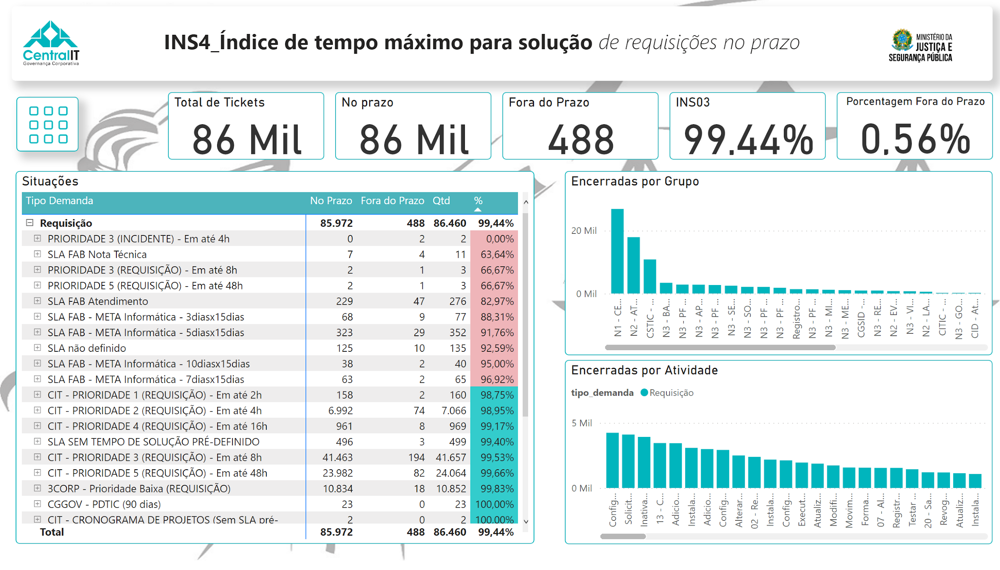 CentralIT
Governança Corporativa
INS4_Índice de tempo máximo para solução de requisições no prazo
MINISTÉRIO DA
JUSTIÇA E
SEGURANÇA PÚBLICA
Total de Tickets
86 Mil
No prazo
86 Mil
Fora do Prazo
488
INS03
99.44%
Porcentagem Fora do Prazo
0,56%
Situações
Tipo Demanda No Prazo Fora do Prazo Qtd %
Requisição 85.972 488 86.460 99,44%
PRIORIDADE 3 (INCIDENTE) - Em até 4h 0 2 2 0,00%
SLA FAB Nota Técnica 7 4 11 63,64%
PRIORIDADE 3 (REQUISIÇÃO) - Em até 8h 2 1 3 66,67%
PRIORIDADE 5 (REQUISIÇÃO) - Em até 48h 2 1 3 66,67%
SLA FAB Atendimento 229 47 276 82,97%
SLA FAB - META Informática - 3diasx15dias 68 9 77 88,31%
SLA FAB - META Informática - 5diasx15dias 323 29 352 91,76%
SLA não definido 125 10 135 92,59%
SLA FAB - META Informática - 10diasx15dias 38 2 40 95,00%
SLA FAB - META Informática - 7diasx15dias 63 2 65 96,92%
CIT - PRIORIDADE 1 (REQUISIÇÃO) - Em até 2h 158 2 160 98,75%
CIT - PRIORIDADE 2 (REQUISIÇÃO) - Em até 4h 6.992 74 7.066 98,95%
CIT - PRIORIDADE 4 (REQUISIÇÃO) - Em até 16h 961 8 969 99,17%
SLA SEM TEMPO DE SOLUÇÃO PRÉ-DEFINIDO 496 3 499 99,40%
CIT - PRIORIDADE 3 (REQUISIÇÃO) - Em até 8h 41.463 194 41.657 99,53%
CIT - PRIORIDADE 5 (REQUISIÇÃO) - Em até 48h 23.982 82 24.064 99,66%
3CORP - Prioridade Baixa (REQUISIÇÃO) 10.834 18 10.852 99,83%
CGGOV - PDTIC (90 dias) 23 0 23 100,00%
CIT - CRONOGRAMA DE PROJETOS (Sem SLA pré- 2 0 2 100,00%
Total 85.972 488 86.460 99,44%
Encerradas por Grupo
20 Mil
0 Mil
N1 - CE...
N2 - AT...
CSTIC - ...
N3 - BA...
N3 - PF ...
N3 - AP...
N3 - PF ...
N3 - SE...
N3 - SO...
N3 - PF ...
N3 - PF ...
Registro...
N3 - PF ...
N3 - MI...
N3 - ME...
CGSID -...
N3 - RE...
N2 - EV...
N3 - VI...
N2 - LA...
CITIC - ...
N3 - GO...
CID - At...
Encerradas por Atividade
tipo_demanda Requisição
5 Mil
0 Mil
Config...
Solicit...
Inativa...
13 - C...
Adicio...
Instala...
Adicio...
Config...
Alterar...
02 - Re...
Instala...
Config...
Execut...
Atualiz...
Modifi...
Movim...
Forma...
07 - Al...
Registr...
Testar ...
20 - Sa...
Revog...
Atualiz...
Instala...